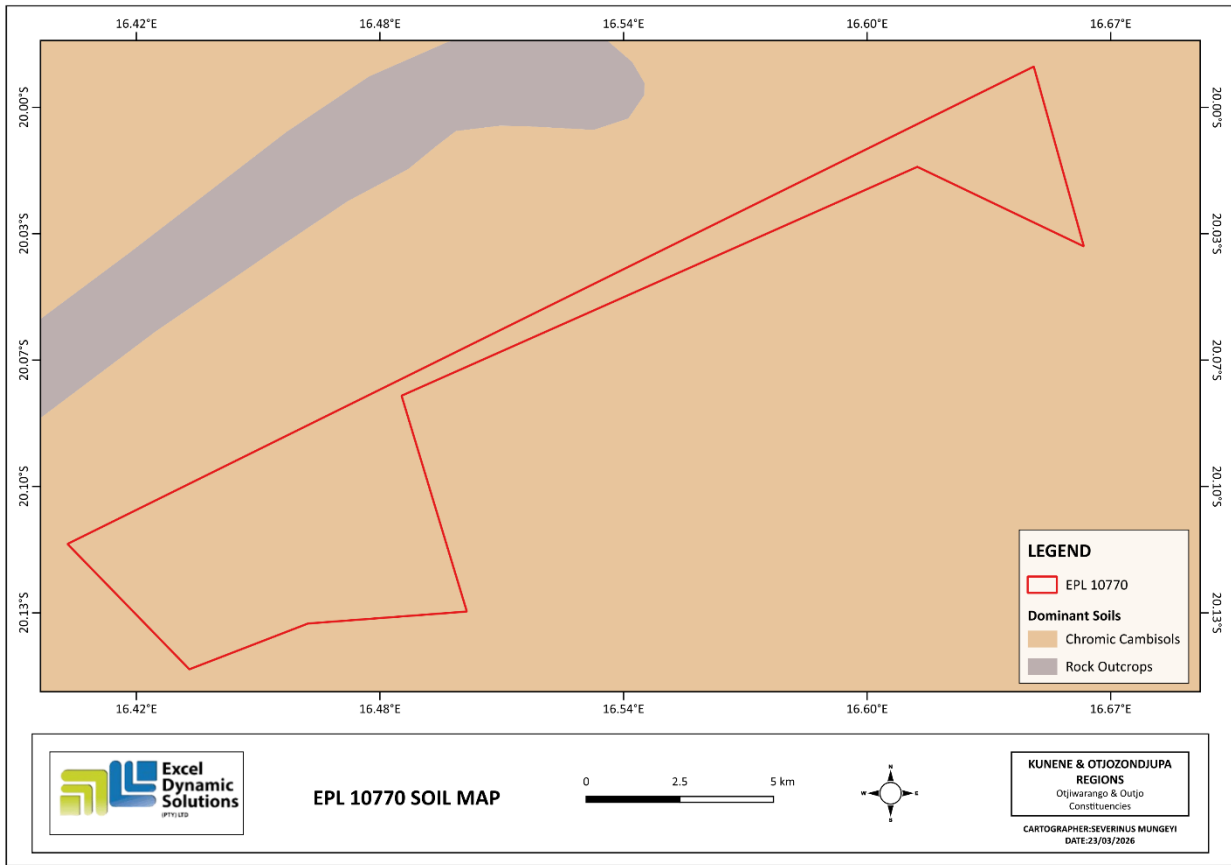 16.42°E 16.48°E 16.54°E 16.60°E 16.67°E
20.00°S 20.00°S
20.03°S 20.03°S
20.07°S 20.07°S
20.10°S 20.10°S
20.13°S 20.13°S
LEGEND
EPL 10770
Dominant Soils
Chromic Cambisols
Rock Outcrops
16.42°E 16.48°E 16.54°E 16.60°E 16.67°E
Excel
Dynamic
Solutions
(PTY) LTD
EPL 10770 SOIL MAP
0 2.5 5 km
N
W E
S
KUNENE & OTJOZONDJUPA
REGIONS
Otjiwarango & Outjo
Constituencies
CARTOGRAPHER:SEVERINUS MUNGEYI
DATE:23/03/2026